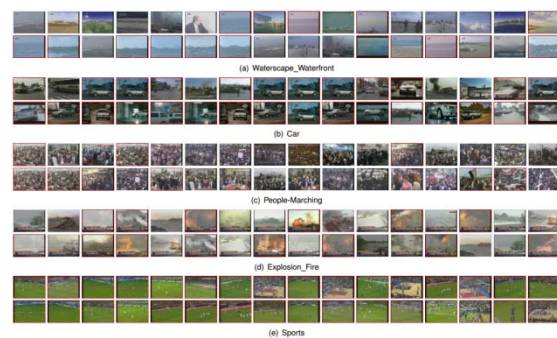 (a) Waterscape_Waterfront
(b) Car
(c) People-Marching
(d) Explosion_Fire
(e) Sports